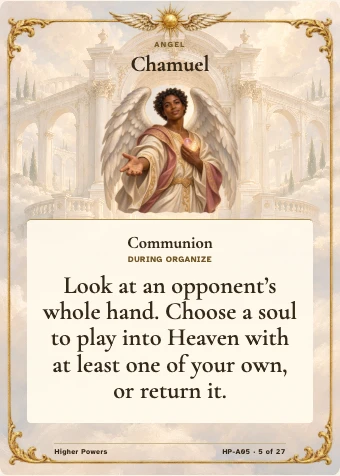 ANGEL
Chamuel
Communion
DURING ORGANIZE
Look at an opponent’s
whole hand. Choose a soul
to play into Heaven with
at least one of your own,
or return it.
Higher Powers HP-A05 · 5 of 27